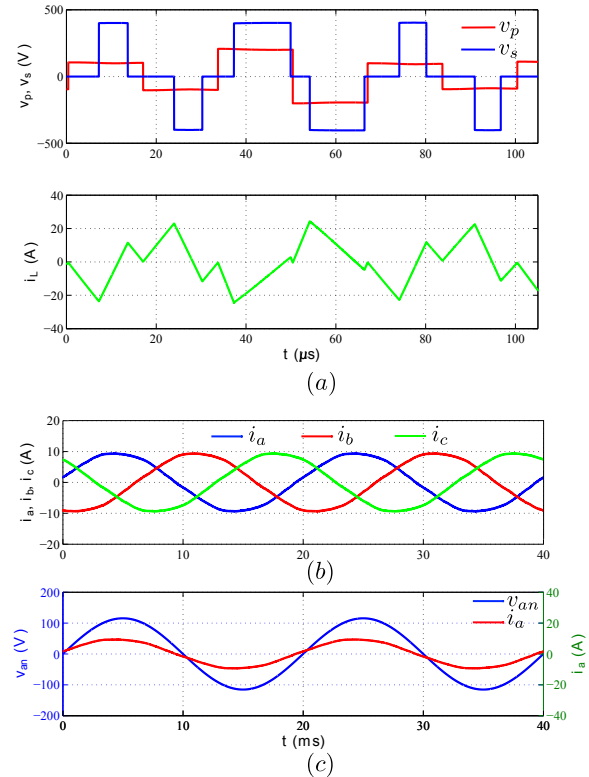 500
0
−500
v_p, v_s (V)
v_p
v_s
0 20 40 60 80 100
40
20
0
−20
−40
i_L (A)
0 20 40 60 80 100
t (μs)
(a)
20
10
0
−10
−20
i_a, i_b, i_c (A)
i_a i_b i_c
0 10 20 30 40
(b)
200
100
0
−100
−200
v_an (V)
v_an
i_a
40
20
0
−20
−40
i_a (A)
0 10 20 30 40
t (ms)
(c)